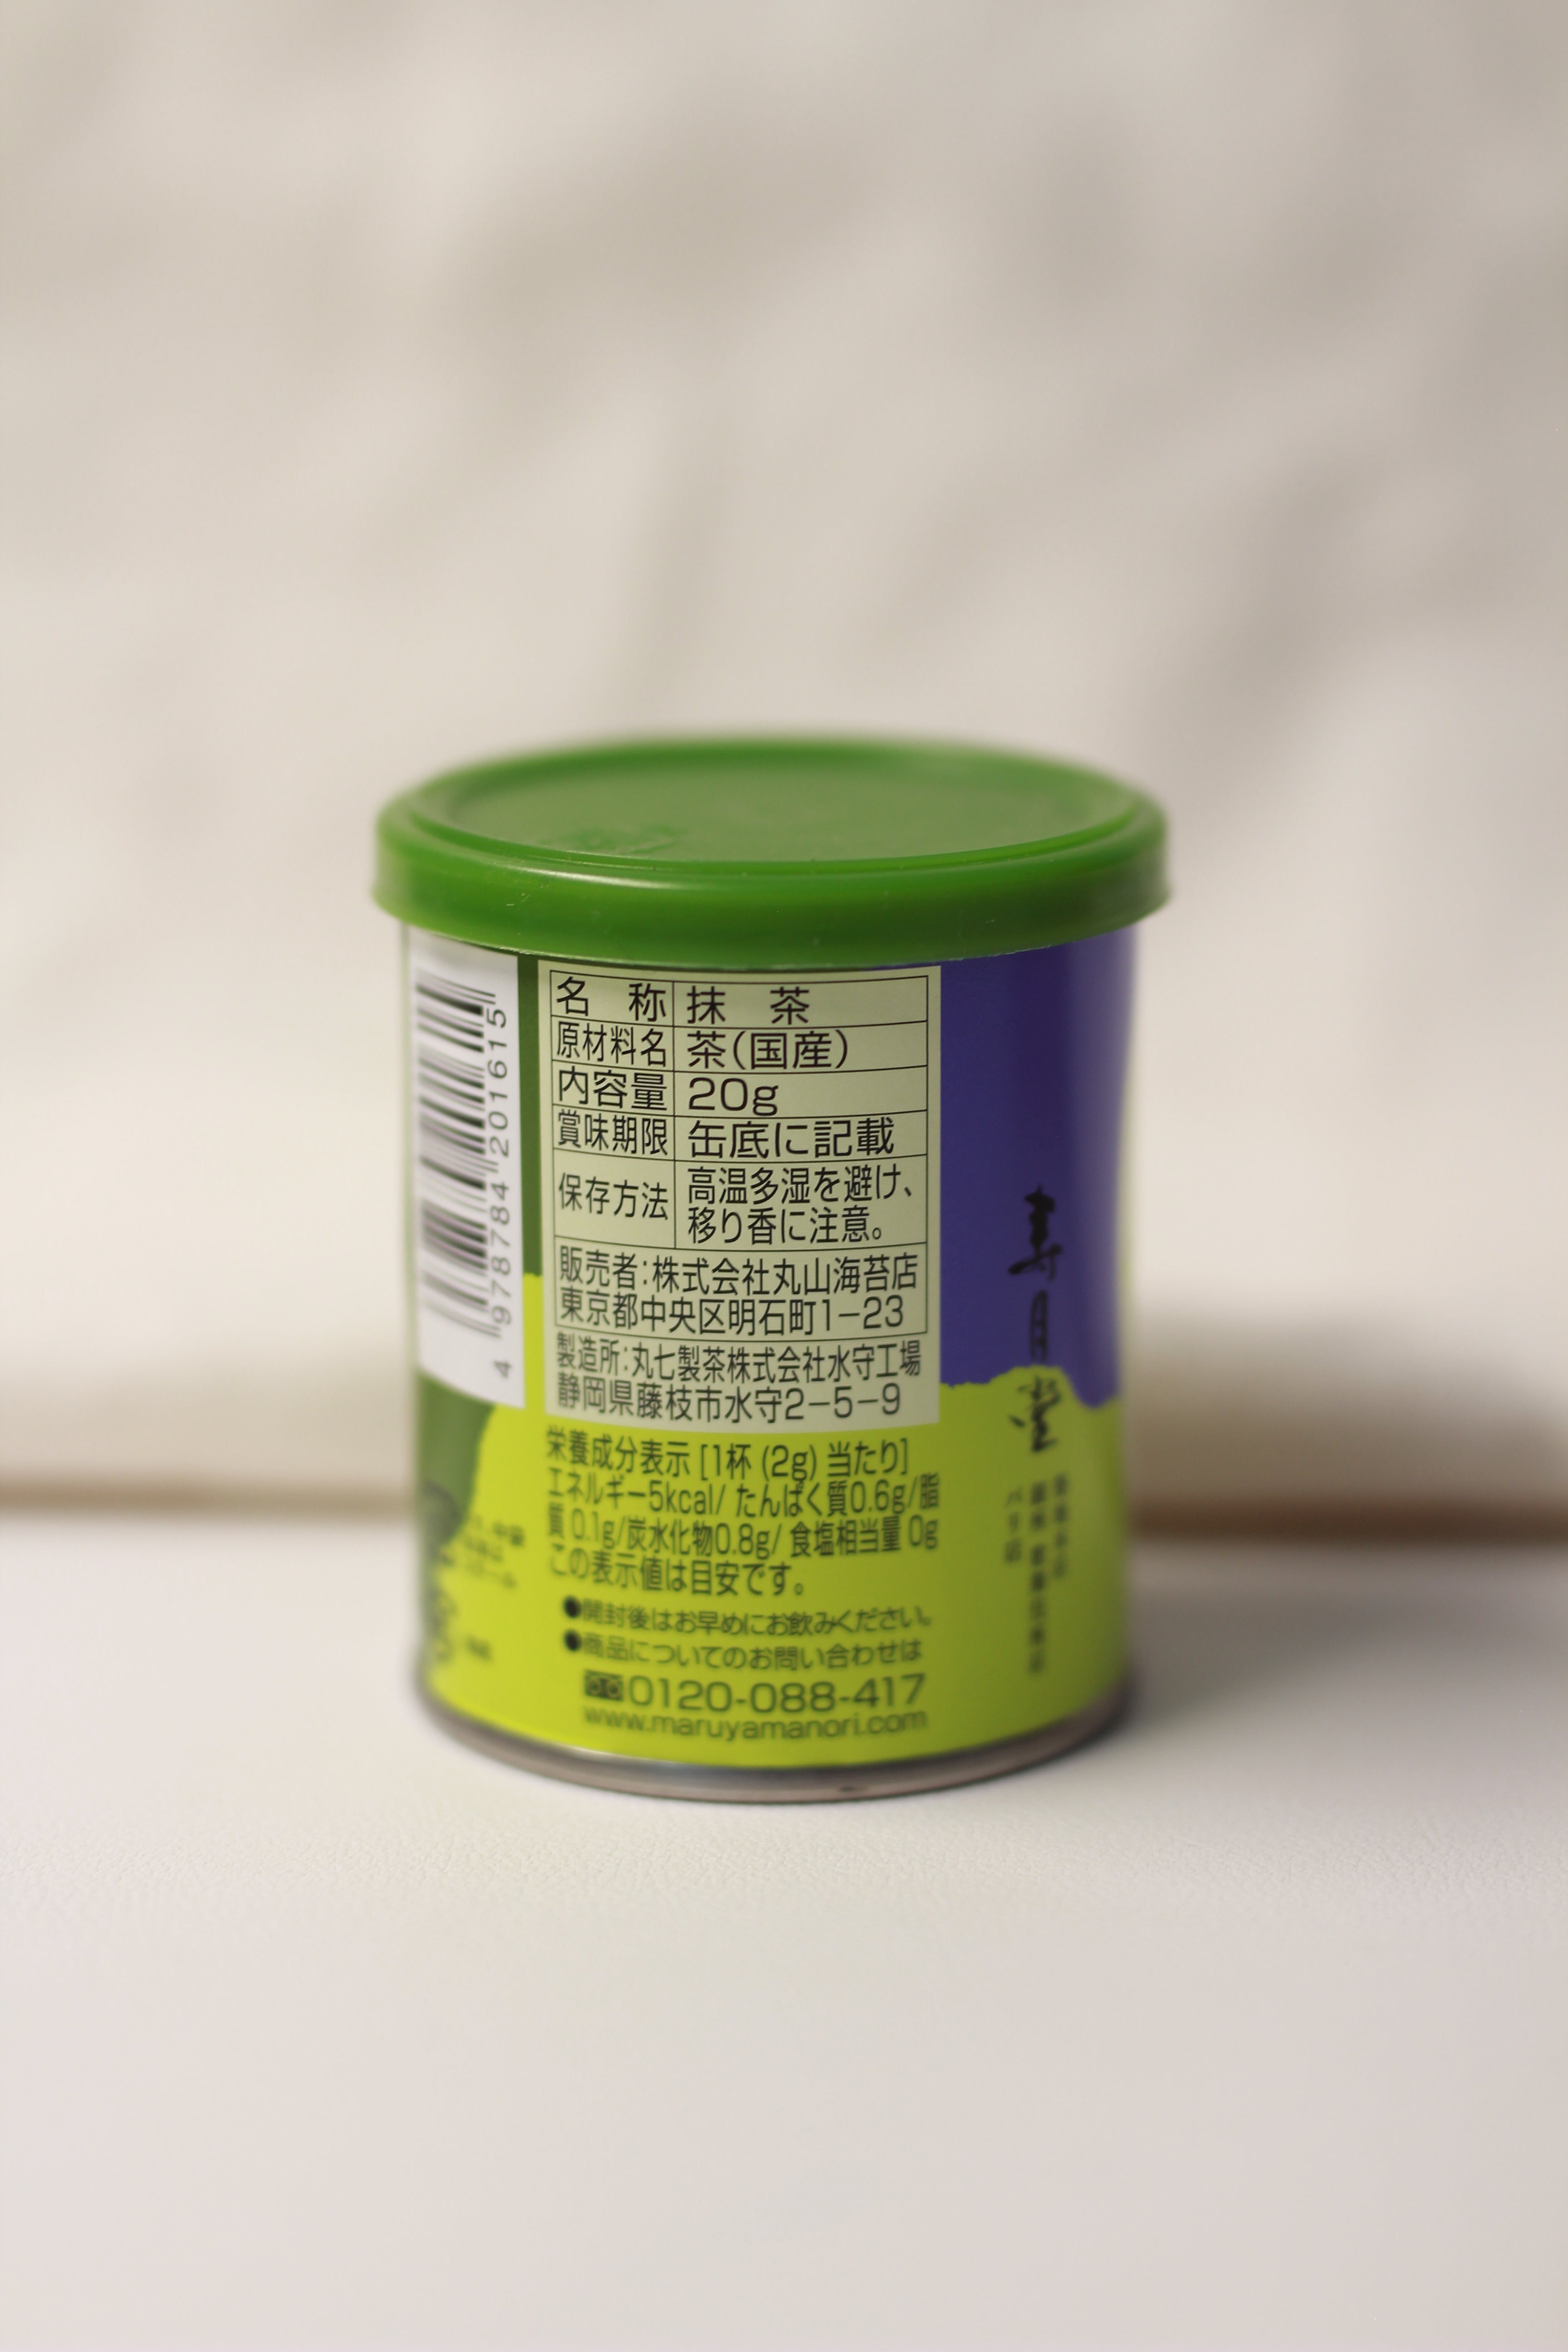 4 978784 201615
名 称 抹 茶
原材料名 茶(国産)
内容量 20g
賞味期限 缶底に記載
保存方法 高温多湿を避け、
移り香に注意。
販売者:株式会社丸山海苔店
東京都中央区明石町1-23
製造所:丸七製茶株式会社水守工場
静岡県藤枝市水守2-5-9
栄養成分表示 [1杯 (2g) 当たり]
エネルギー5kcal/ たんぱく質0.6g/脂
質 0.1g/炭水化物0.8g/ 食塩相当量 0g
この表示値は目安です。
●開封後はお早めにお飲みください。
●商品についてのお問い合わせは
0120-088-417
www.maruyamanori.com
寿月堂
パリ店